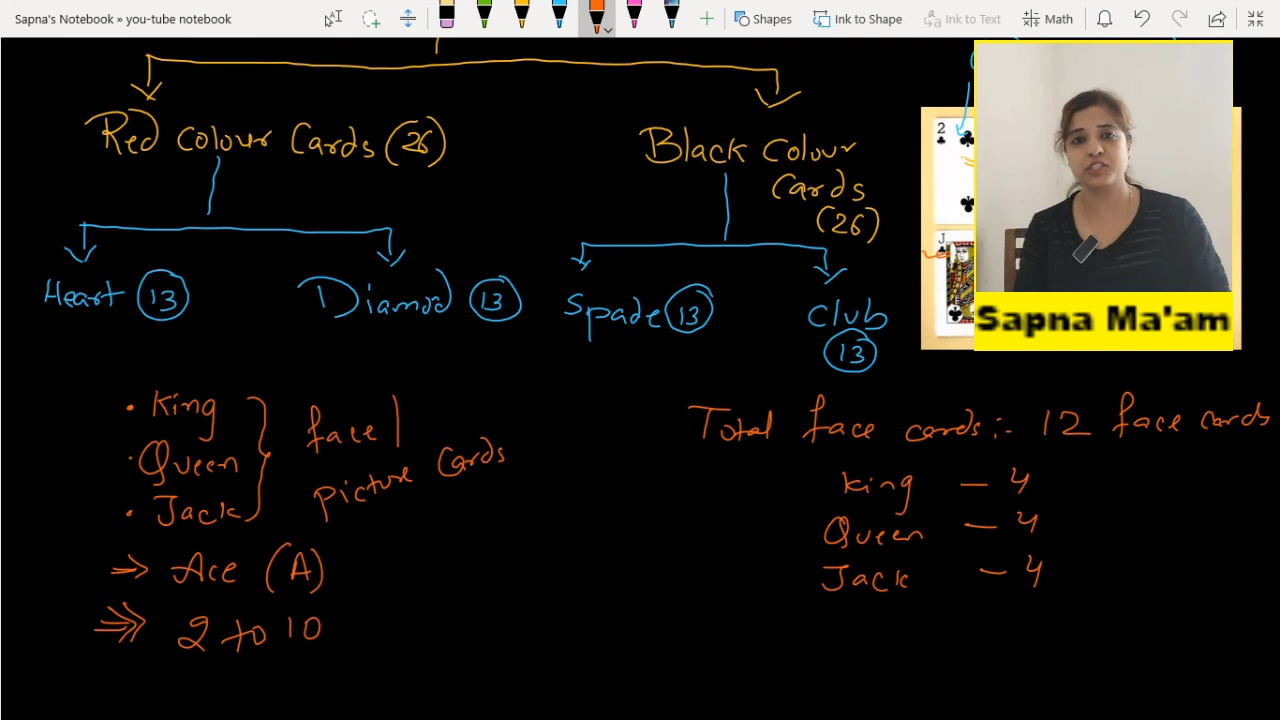 Sapna's Notebook » you-tube notebook
Shapes
Ink to Shape
Ink to Text
Math
Red colour Cards (26)
Black Colour
Cards
(26)
Heart 13
Diamod 13
Spade 13
Club
13
2
J
Sapna Ma'am
• King
• Queen
• Jack
face |
picture cards
Ace (A)
2 to 10
Total face cards :- 12 face cards
king — 4
Queen — 4
Jack — 4